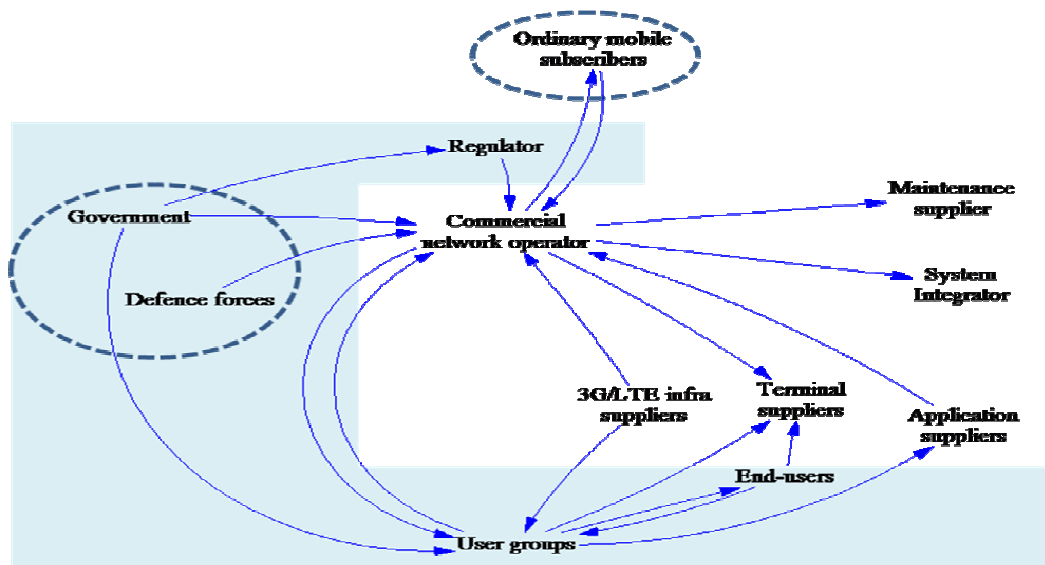 Ordinary mobile
subscribers
Regulator
Maintenance
supplier
Government
Commercial
network operator
System
Integrator
Defence forces
3G/LTE infra
suppliers
Terminal
suppliers
Application
suppliers
End-users
User groups